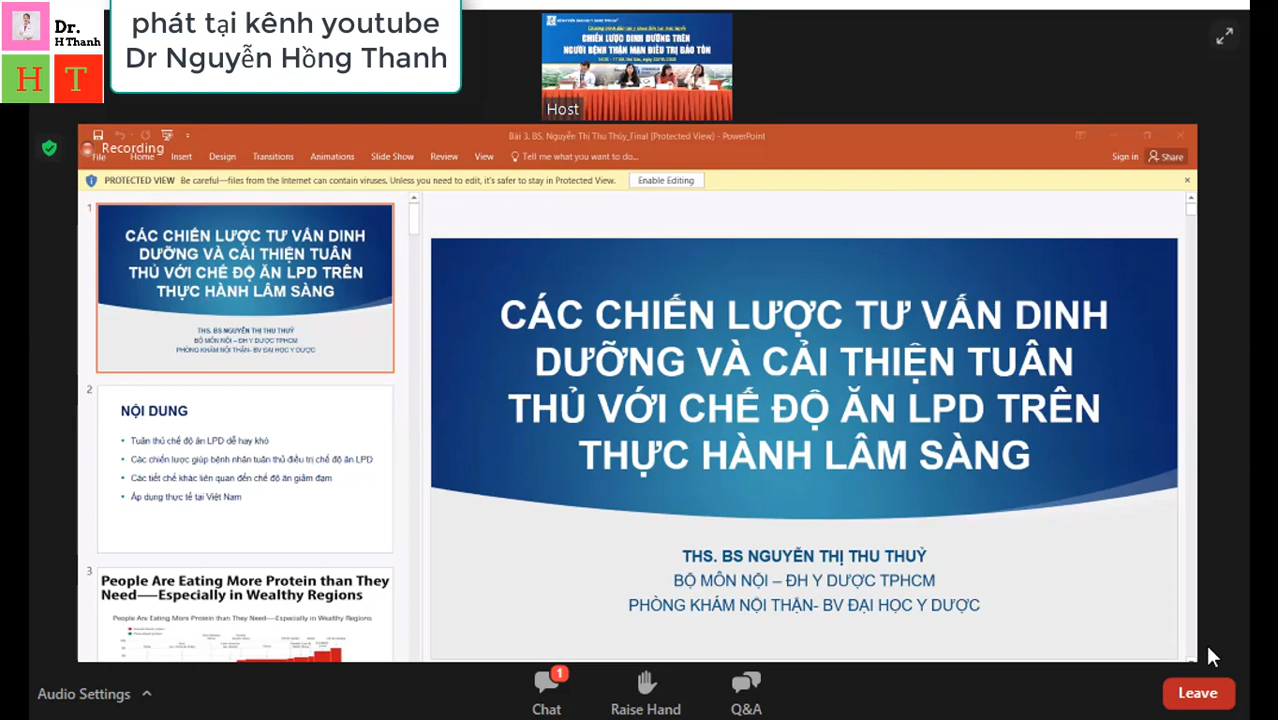 Dr.
H Thanh
H T
phát tại kênh youtube
Dr Nguyễn Hồng Thanh
CHIẾN LƯỢC DINH DƯỠNG TRÊN
NGƯỜI BỆNH THẬN MẠN ĐIỀU TRỊ BẢO TỒN
Host
Bài 3. BS. Nguyễn Thị Thu Thủy_Final [Protected View] - PowerPoint
Recording
File Home Insert Design Transitions Animations Slide Show Review View Tell me what you want to do...
Sign in Share
PROTECTED VIEW Be careful—files from the Internet can contain viruses. Unless you need to edit, it's safer to stay in Protected View. Enable Editing
1
CÁC CHIẾN LƯỢC TƯ VẤN DINH
DƯỠNG VÀ CẢI THIỆN TUÂN
THỦ VỚI CHẾ ĐỘ ĂN LPD TRÊN
THỰC HÀNH LÂM SÀNG
THS. BS NGUYỄN THỊ THU THUỶ
BỘ MÔN NỘI – ĐH Y DƯỢC TPHCM
PHÒNG KHÁM NỘI THẬN- BV ĐẠI HỌC Y DƯỢC
2
NỘI DUNG
• Tuân thủ chế độ ăn LPD dễ hay khó
• Các chiến lược giúp bệnh nhân tuân thủ điều trị chế độ ăn LPD
• Các tiết chế khác liên quan đến chế độ ăn giảm đạm
• Áp dụng thực tế tại Việt Nam
3
People Are Eating More Protein than They
Need—Especially in Wealthy Regions
People Are Eating More Protein than They Need—Especially in Wealthy Regions
CÁC CHIẾN LƯỢC TƯ VẤN DINH
DƯỠNG VÀ CẢI THIỆN TUÂN
THỦ VỚI CHẾ ĐỘ ĂN LPD TRÊN
THỰC HÀNH LÂM SÀNG
THS. BS NGUYỄN THỊ THU THUỶ
BỘ MÔN NỘI – ĐH Y DƯỢC TPHCM
PHÒNG KHÁM NỘI THẬN- BV ĐẠI HỌC Y DƯỢC
Audio Settings
1
Chat
Raise Hand
Q&A
Leave